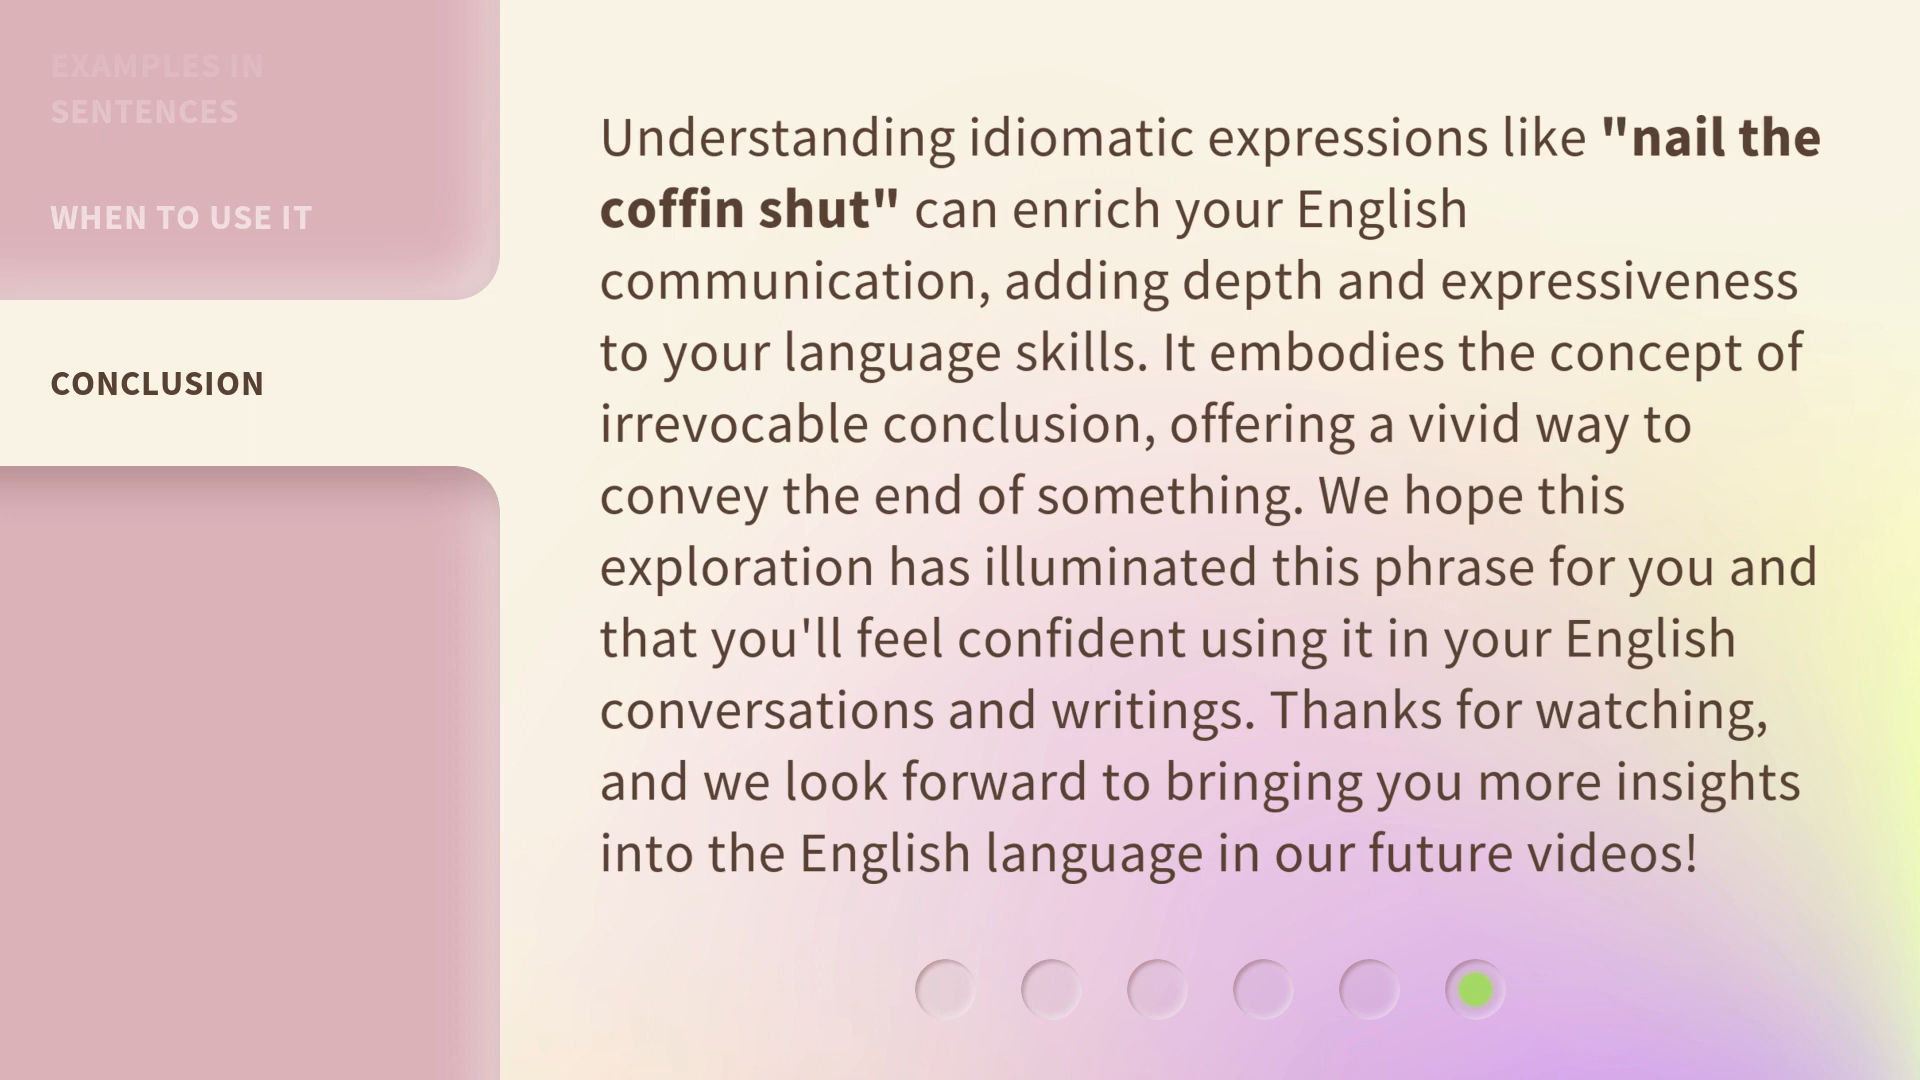 EXAMPLES IN
SENTENCES
WHEN TO USE IT
CONCLUSION
Understanding idiomatic expressions like "nail the
coffin shut" can enrich your English
communication, adding depth and expressiveness
to your language skills. It embodies the concept of
irrevocable conclusion, offering a vivid way to
convey the end of something. We hope this
exploration has illuminated this phrase for you and
that you'll feel confident using it in your English
conversations and writings. Thanks for watching,
and we look forward to bringing you more insights
into the English language in our future videos!